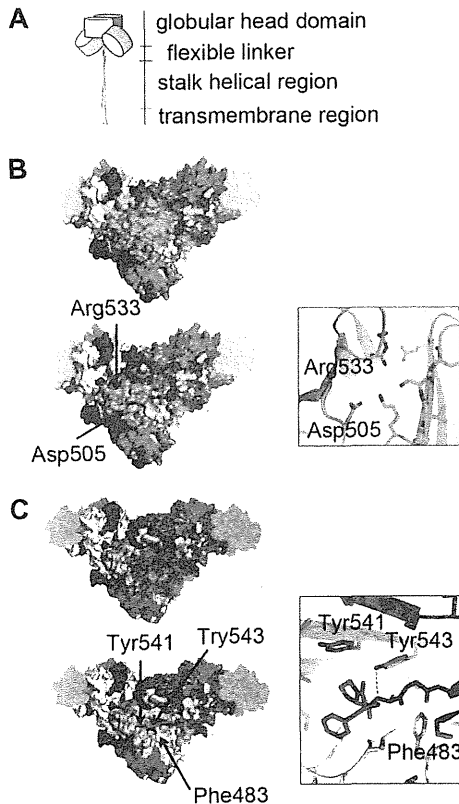 A
globular head domain
flexible linker
stalk helical region
transmembrane region
B
Arg533
Asp505
Arg533
Asp505
C
Tyr541
Try543
Phe483
Tyr541
Tyr543
Phe483